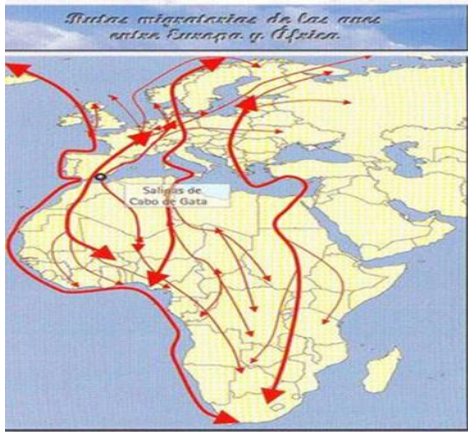 Rutas migratorias de las aves
entre Europa y África
Salinas de
Cabo de Gata